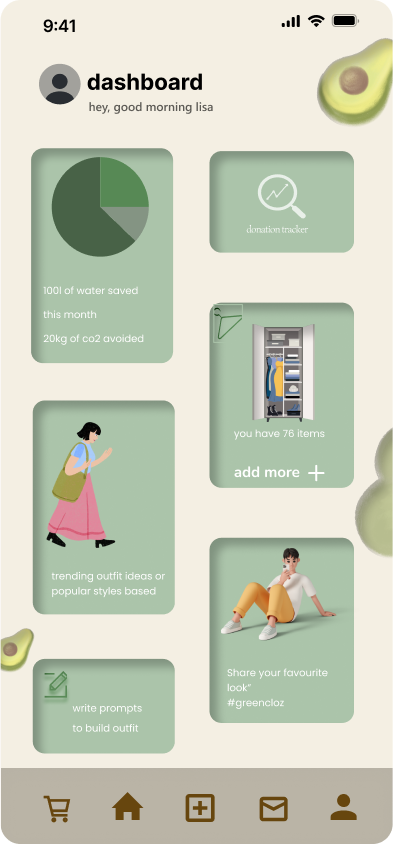 9:41
dashboard
hey, good morning lisa
100l of water saved
this month
20kg of co2 avoided
donation tracker
you have 76 items
add more
trending outfit ideas or
popular styles based
Share your favourite
look"
#greencloz
write prompts
to build outfit